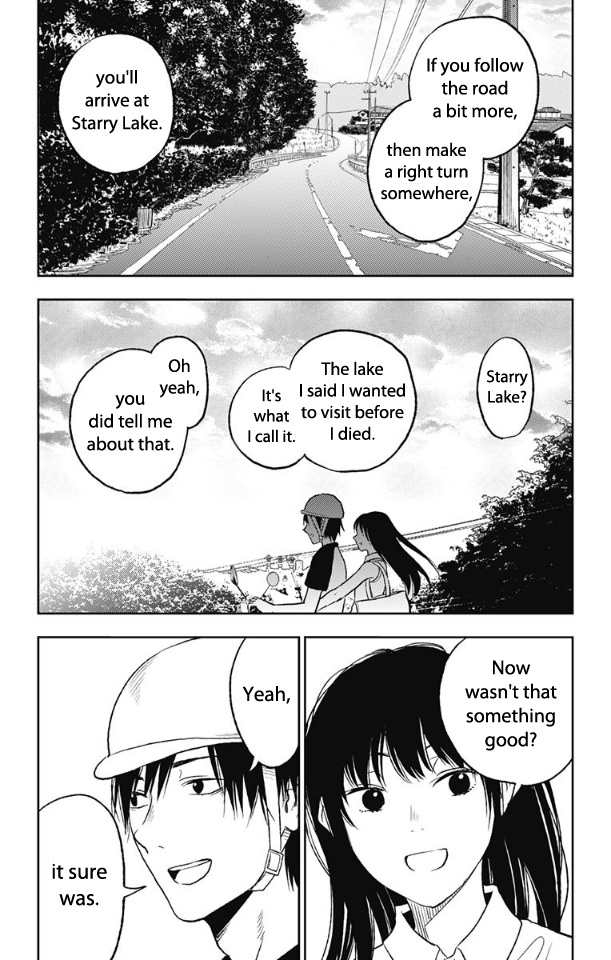 If you follow
the road
a bit more,
then make
a right turn
somewhere,
you'll
arrive at
Starry Lake.
Starry
Lake?
The lake
I said I wanted
to visit before
I died.
It's
what
I call it.
Oh
yeah,
you
did tell me
about that.
Now
wasn't that
something
good?
Yeah,
it sure
was.